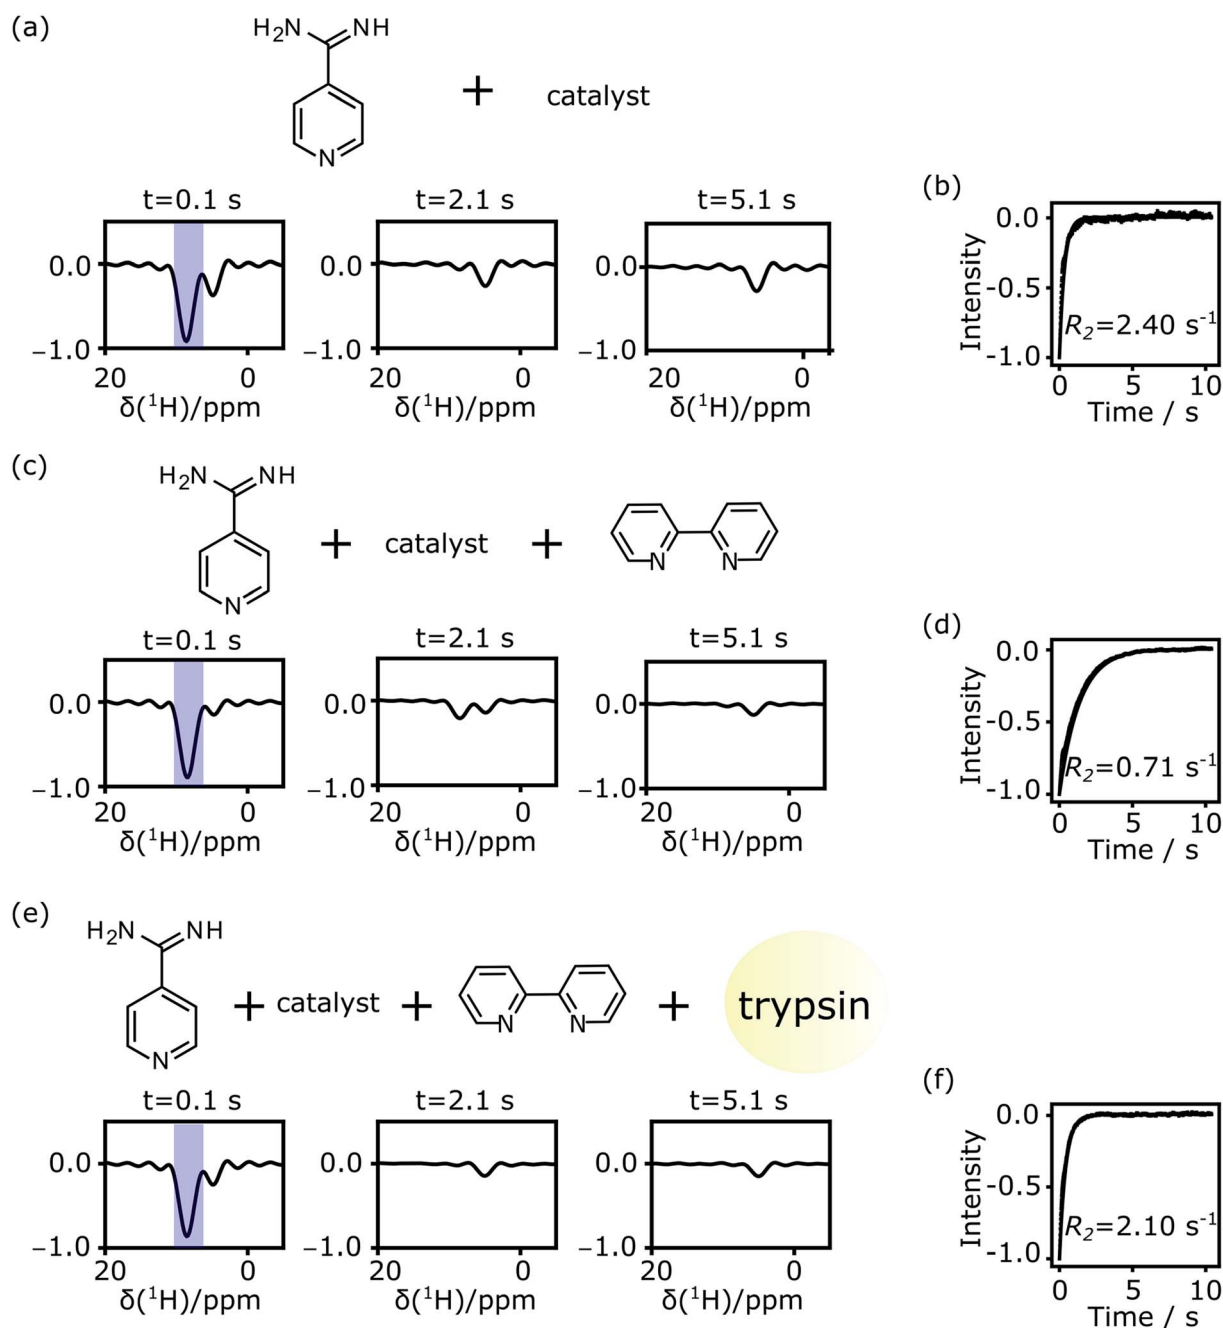 (a)
H₂N NH
N
+ catalyst
t=0.1 s t=2.1 s t=5.1 s
0.0 0.0 0.0
−1.0 −1.0 −1.0
20 0 20 0 20 0
δ(¹H)/ppm δ(¹H)/ppm δ(¹H)/ppm
(b)
0.0
-0.5
-1.0
Intensity
R₂=2.40 s⁻¹
0 5 10
Time / s
(c)
H₂N NH
N
+ catalyst +
N N
t=0.1 s t=2.1 s t=5.1 s
0.0 0.0 0.0
−1.0 −1.0 −1.0
20 0 20 0 20 0
δ(¹H)/ppm δ(¹H)/ppm δ(¹H)/ppm
(d)
0.0
-0.5
-1.0
Intensity
R₂=0.71 s⁻¹
0 5 10
Time / s
(e)
H₂N NH
N
+ catalyst +
N N
+ trypsin
t=0.1 s t=2.1 s t=5.1 s
0.0 0.0 0.0
−1.0 −1.0 −1.0
20 0 20 0 20 0
δ(¹H)/ppm δ(¹H)/ppm δ(¹H)/ppm
(f)
0.0
-0.5
-1.0
Intensity
R₂=2.10 s⁻¹
0 5 10
Time / s